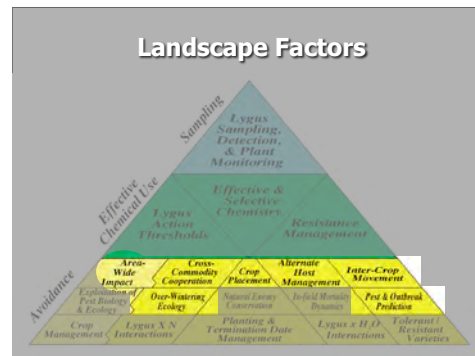 Landscape Factors
Sampling
Lygus
Sampling,
Detection,
& Plant
Monitoring
Effective
Chemical Use
Effective &
Selective
Chemistry
Lygus
Action
Thresholds
Resistance
Management
Avoidance
Area-
Wide
Impact
Cross-
Commodity
Cooperation
Crop
Placement
Alternate
Host
Management
Inter-Crop
Movement
Exploitation of
Pest Biology
& Ecology
Over-Wintering
Ecology
Natural Enemy
Conservation
In-field Mortality
Dynamics
Pest & Outbreak
Prediction
Crop
Management
Lygus X N
Interactions
Planting &
Termination Date
Management
Lygus x H2O
Interactions
Tolerant /
Resistant
Varieties